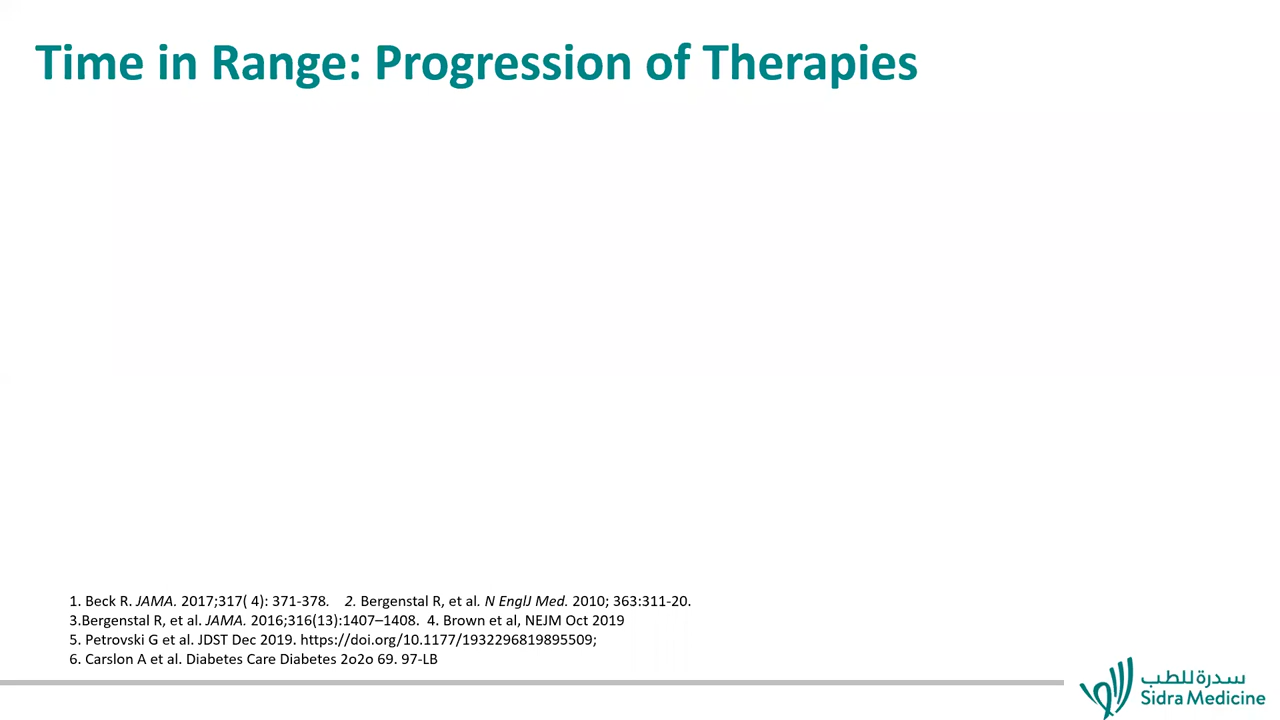 Time in Range: Progression of Therapies
1. Beck R. JAMA. 2017;317( 4): 371-378. 2. Bergenstal R, et al. N EnglJ Med. 2010; 363:311-20.
3.Bergenstal R, et al. JAMA. 2016;316(13):1407–1408. 4. Brown et al, NEJM Oct 2019
5. Petrovski G et al. JDST Dec 2019. https://doi.org/10.1177/1932296819895509;
6. Carslon A et al. Diabetes Care Diabetes 2o2o 69. 97-LB
سدرة للطب
Sidra Medicine